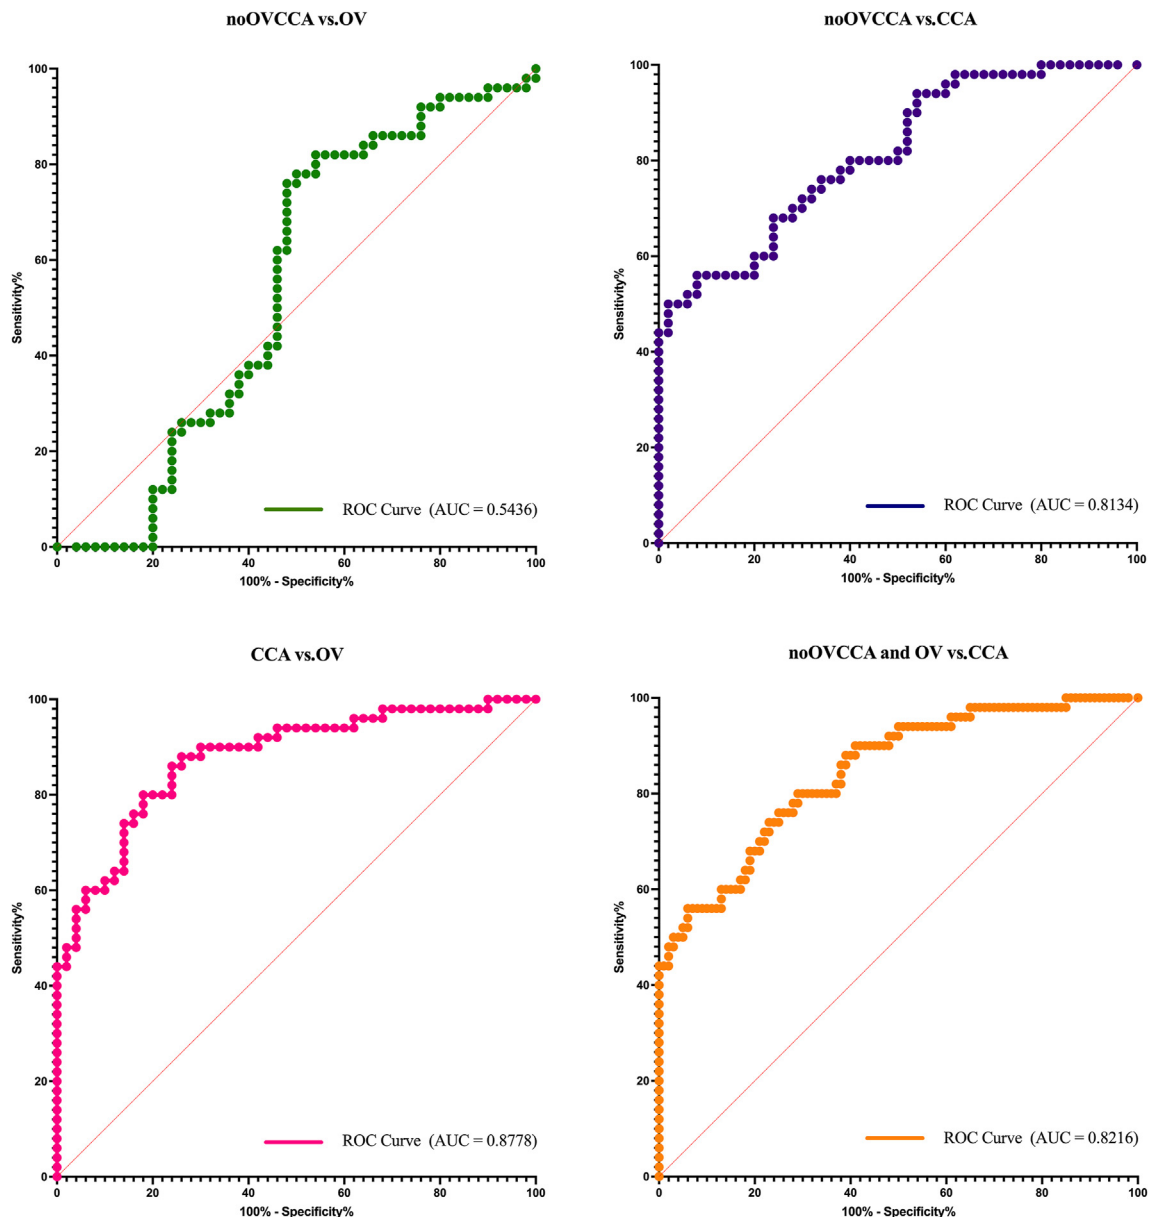 noOVCCA vs.OV
100
80
60
40
20
0
Sensitivity%
ROC Curve (AUC = 0.5436)
0 20 40 60 80 100
100% - Specificity%
noOVCCA vs.CCA
100
80
60
40
20
0
Sensitivity%
ROC Curve (AUC = 0.8134)
0 20 40 60 80 100
100% - Specificity%
CCA vs.OV
100
80
60
40
20
0
Sensitivity%
ROC Curve (AUC = 0.8778)
0 20 40 60 80 100
100% - Specificity%
noOVCCA and OV vs.CCA
100
80
60
40
20
0
Sensitivity%
ROC Curve (AUC = 0.8216)
0 20 40 60 80 100
100% - Specificity%